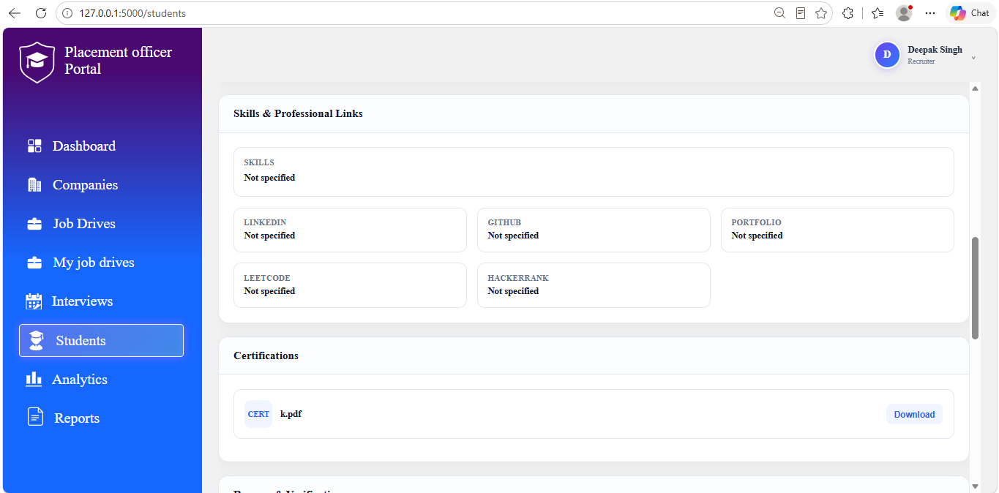 127.0.0.1:5000/students
Chat
Placement officer
Portal
D
Deepak Singh
Recruiter
Dashboard
Companies
Job Drives
My job drives
Interviews
Students
Analytics
Reports
Skills & Professional Links
SKILLS
Not specified
LINKEDIN
Not specified
GITHUB
Not specified
PORTFOLIO
Not specified
LEETCODE
Not specified
HACKERRANK
Not specified
Certifications
CERT
k.pdf
Download